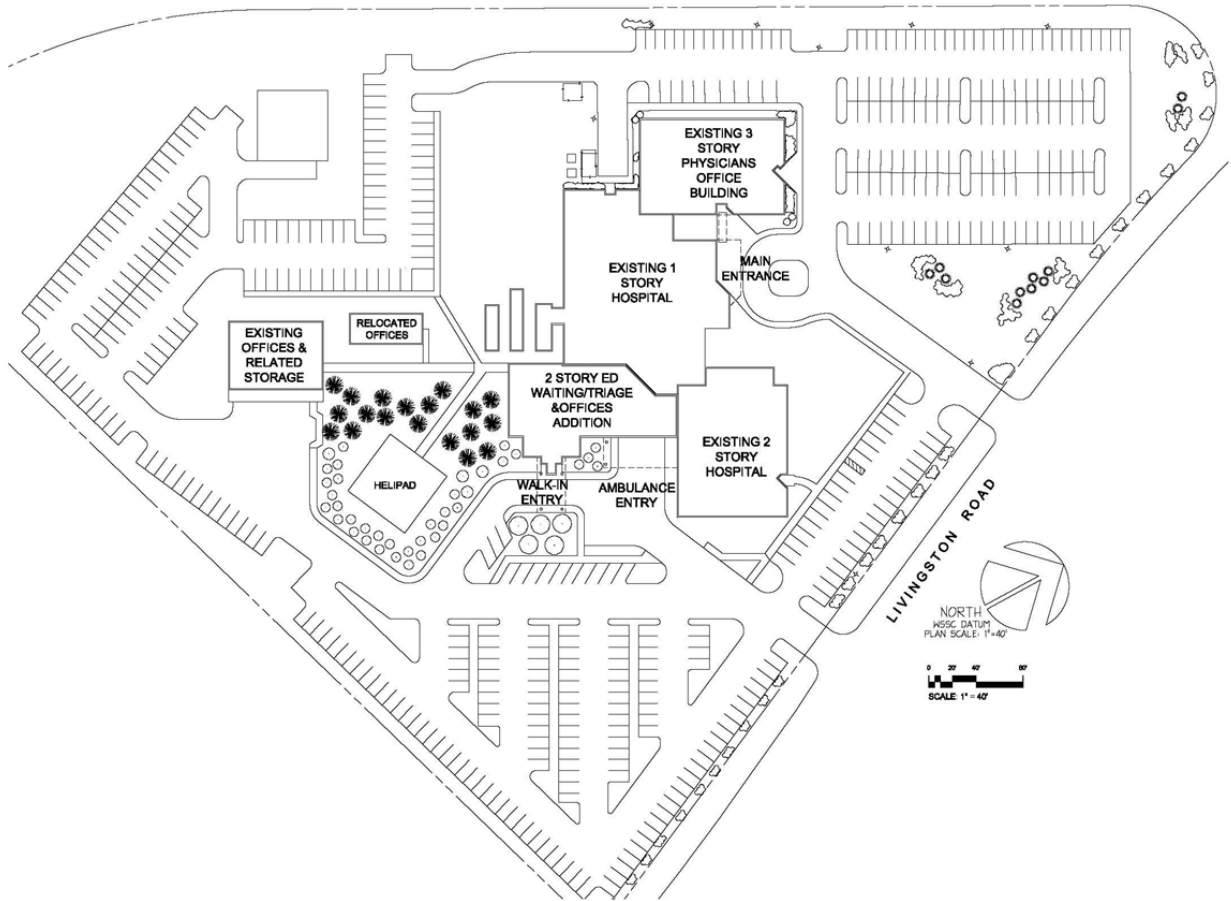 EXISTING 3
STORY
PHYSICIANS
OFFICE
BUILDING
MAIN
ENTRANCE
EXISTING 1
STORY
HOSPITAL
RELOCATED
OFFICES
EXISTING
OFFICES &
RELATED
STORAGE
2 STORY ED
WAITING/TRIAGE
&OFFICES
ADDITION
EXISTING 2
STORY
HOSPITAL
HELIPAD
WALK-IN
ENTRY
AMBULANCE
ENTRY
LIVINGSTON ROAD
NORTH
WSSC DATUM
PLAN SCALE: 1"=40'
0 20' 40' 80'
SCALE: 1" = 40'